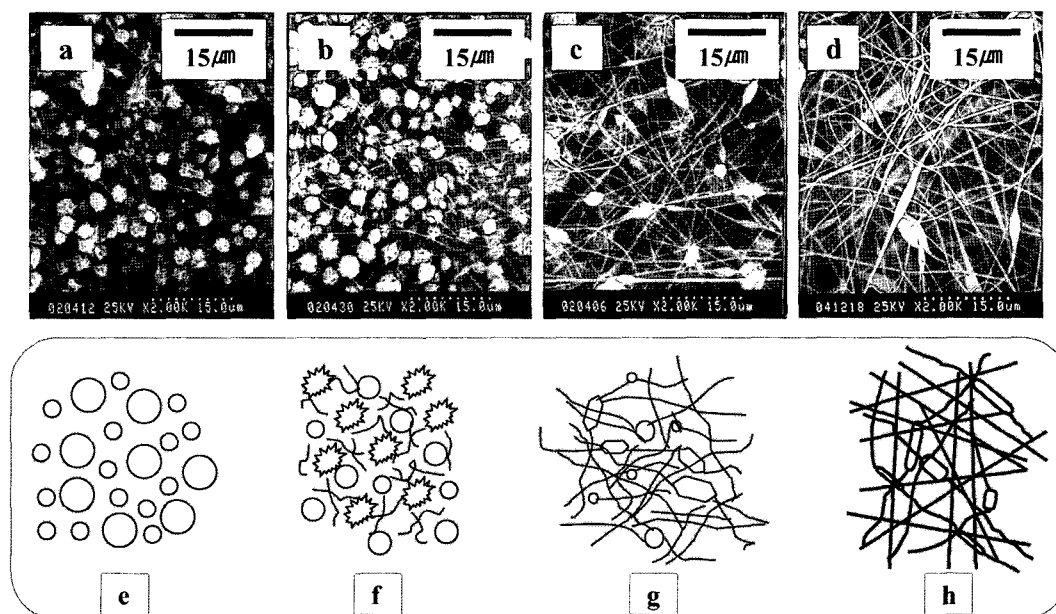 a
15㎛
b
15㎛
c
15㎛
d
15㎛
020412 25KV X2.00K 15.0um
020430 25KV X2.00K 15.0um
020406 25KV X2.00K 15.0um
041218 25KV X2.00K 15.0um
e
f
g
h